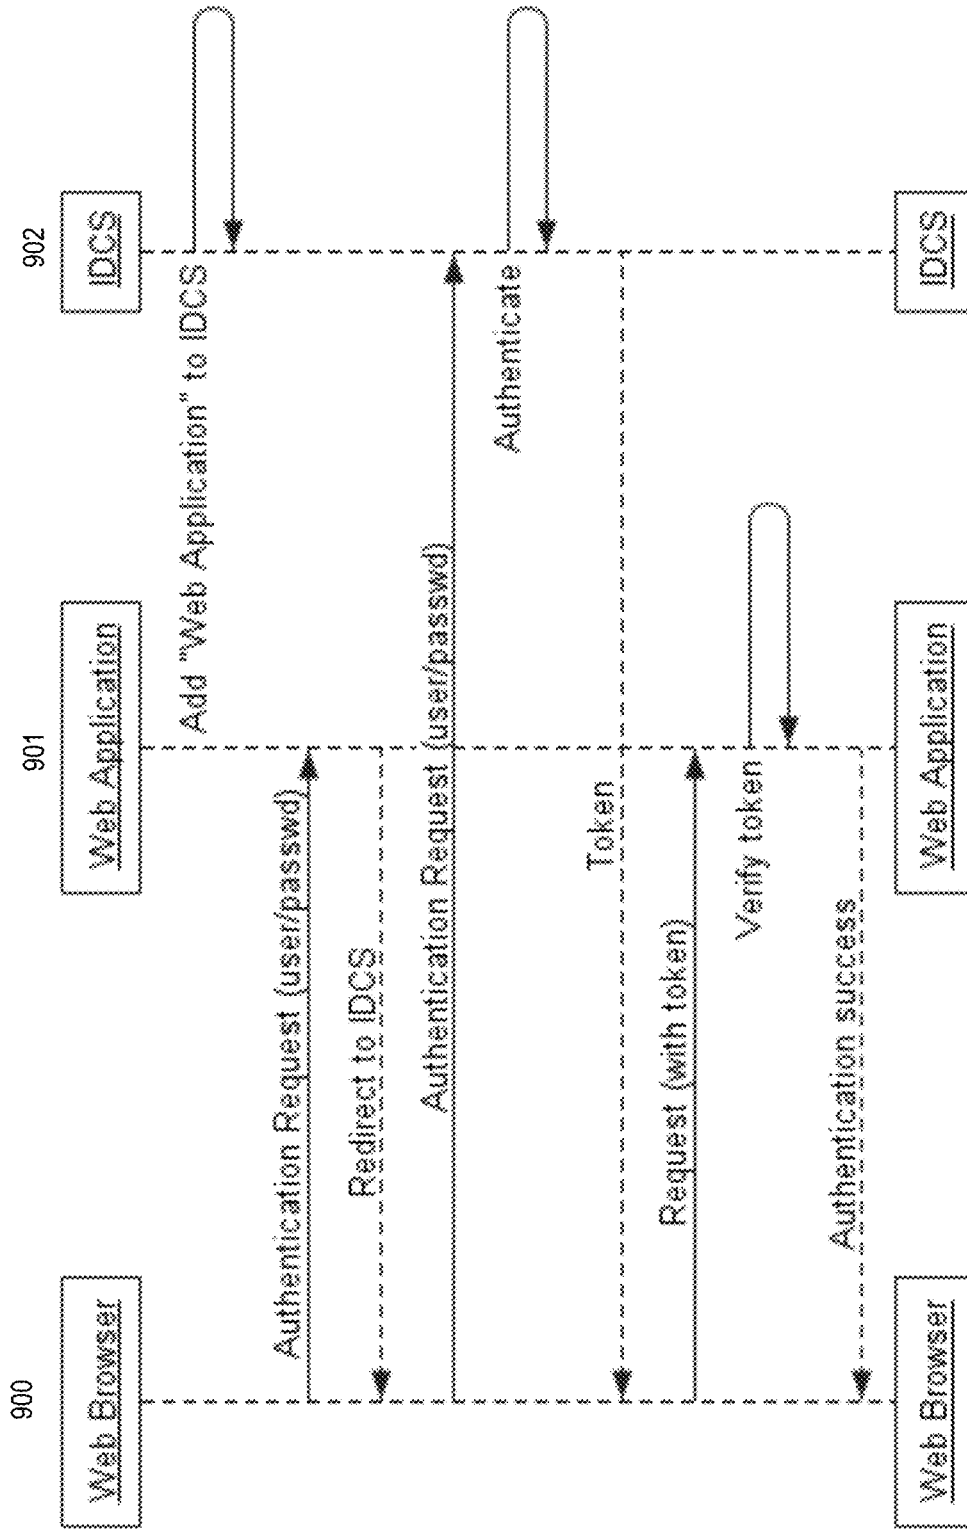 900
901
902
Web Browser
Web Application
IDCS
Add "Web Application" to IDCS
Authentication Request (user/passwd)
Redirect to IDCS
Authentication Request (user/passwd)
Authenticate
Token
Request (with token)
Verify token
Authentication success
Web Browser
Web Application
IDCS